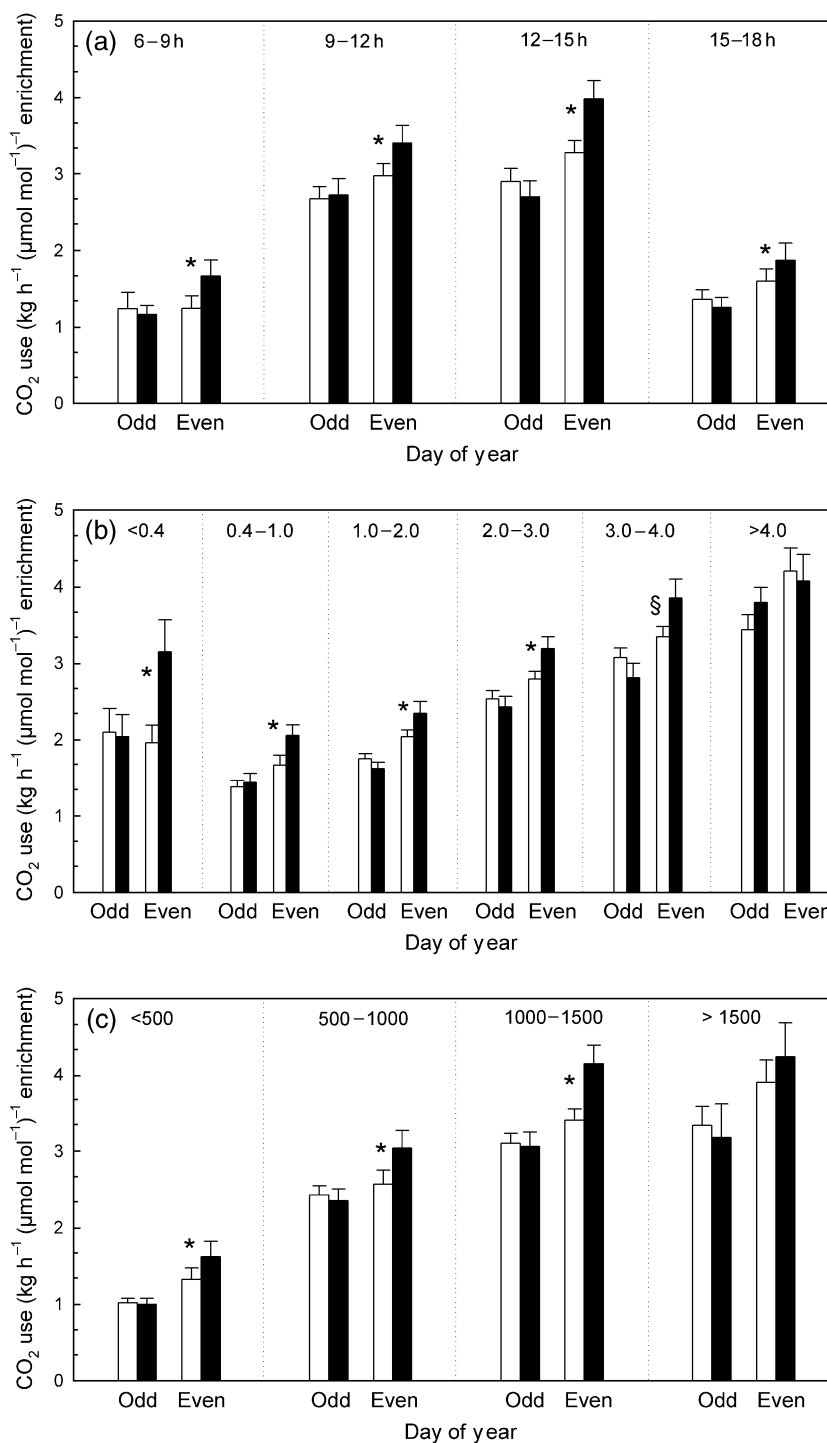 (a) 6–9 h 9–12 h 12–15 h 15–18 h
CO₂ use (kg h⁻¹ (µmol mol⁻¹)⁻¹ enrichment)
5
4
*
*
3
2
*
*
1
0
Odd Even Odd Even Odd Even Odd Even
Day of year
(b) <0.4 0.4–1.0 1.0–2.0 2.0–3.0 3.0–4.0 >4.0
CO₂ use (kg h⁻¹ (µmol mol⁻¹)⁻¹ enrichment)
5
4
§
*
*
3
*
*
2
1
0
Odd Even Odd Even Odd Even Odd Even Odd Even Odd Even
Day of year
(c) <500 500–1000 1000–1500 > 1500
CO₂ use (kg h⁻¹ (µmol mol⁻¹)⁻¹ enrichment)
5
4
*
*
3
2
*
1
0
Odd Even Odd Even Odd Even Odd Even
Day of year